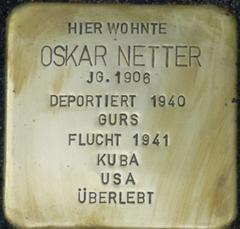 HIER WOHNTE
OSKAR NETTER
JG. 1906
DEPORTIERT 1940
GURS
FLUCHT 1941
KUBA
USA
ÜBERLEBT